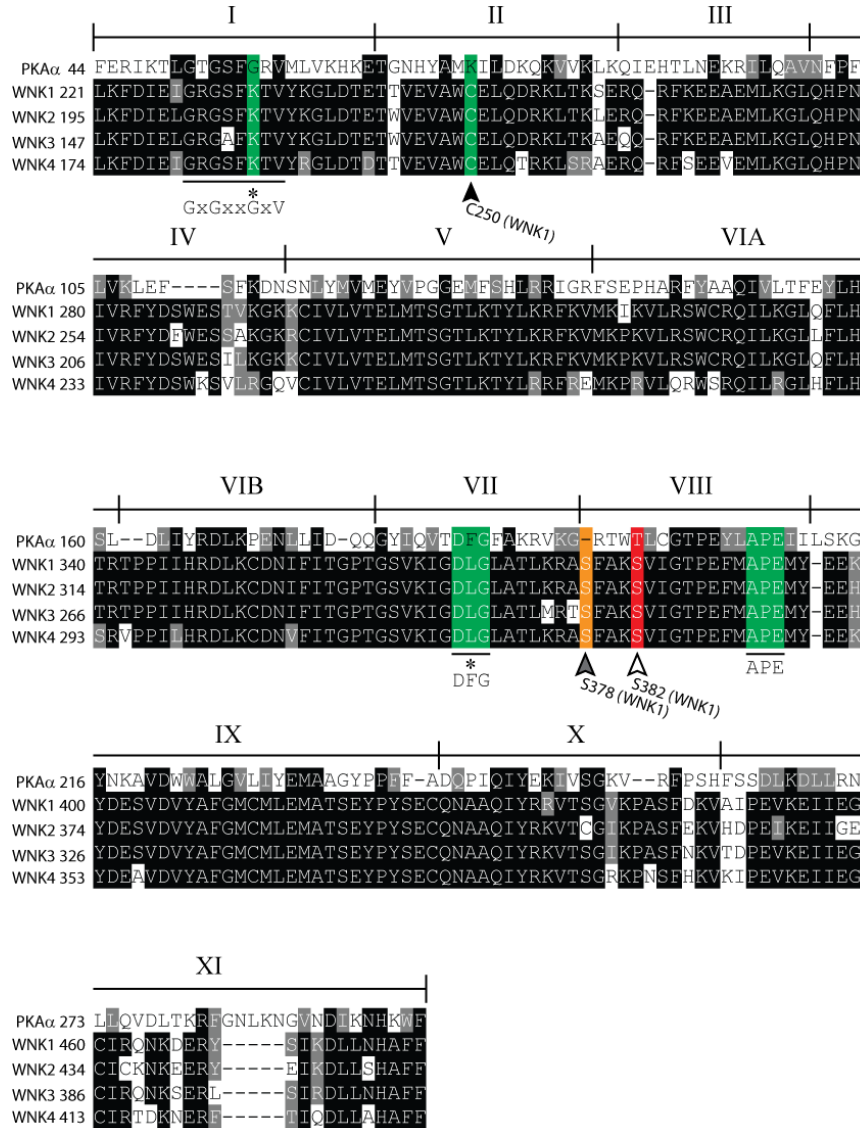 I II III
PKAα 44 FERIKTLGTGSFGRVMLVKHKETGNHYAMKILDKQKVVKLKQIEHTLNEKRILQAVNFPF
WNK1 221 LKFDIEIGRGSFKTVYKGLDTETTVEVAWCELQDRKLTKSERQ-RFKEEAEMLKGLQHPN
WNK2 195 LKFDIELGRGSFKTVYKGLDTETWVEVAWCELQDRKLTKLERQ-RFKEEAEMLKGLQHPN
WNK3 147 LKFDIELGRGAFKTVYKGLDTETWVEVAWCELQDRKLTKAEQQ-RFKEEAEMLKGLQHPN
WNK4 174 LKFDIELGRGSFKTVYRGLDTDTTVEVAWCELQTRKLSRAERQ-RFSEEVEMLKGLQHPN
*
GxGxxGxV
C250 (WNK1)
IV V VIA
PKAα 105 LVKLEF----SFKDNSNLYMVMEYVPGGEMFSHLRRIGRFSEPHARFYAAQIVLTFEYLH
WNK1 280 IVRFYDSWESTVKGKKCIVLVTELMTSGTLKTYLKRFKVMKIKVLRSWCRQILKGLQFLH
WNK2 254 IVRFYDFWESSAKGKRCIVLVTELMTSGTLKTYLKRFKVMKPKVLRSWCRQILKGLLFLH
WNK3 206 IVRFYDSWESILKGKKCIVLVTELMTSGTLKTYLKRFKVMKPKVLRSWCRQILKGLQFLH
WNK4 233 IVRFYDSWKSVLRGQVCIVLVTELMTSGTLKTYLRRFREMKPRVLQRWSRQILRGLHFLH
VIB VII VIII
PKAα 160 SL--DLIYRDLKPENLLID-QQGYIQVTDFGFAKRVKG-RTWTLCGTPEYLAPEIILSKG
WNK1 340 TRTPPIIHRDLKCDNIFITGPTGSVKIGDLGLATLKRASFAKSVIGTPEFMAPEMY-EEK
WNK2 314 TRTPPIIHRDLKCDNIFITGPTGSVKIGDLGLATLKRASFAKSVIGTPEFMAPEMY-EEH
WNK3 266 TRTPPIIHRDLKCDNIFITGPTGSVKIGDLGLATLMRTSFAKSVIGTPEFMAPEMY-EEH
WNK4 293 SRVPPILHRDLKCDNVFITGPTGSVKIGDLGLATLKRASFAKSVIGTPEFMAPEMY-EEK
*
DFG
APE
S378 (WNK1)
S382 (WNK1)
IX X
PKAα 216 YNKAVDWWALGVLIYEMAAGYPPFF-ADQPIQIYEKIVSGKV--RFPSHFSSDLKDLLRN
WNK1 400 YDESVDVYAFGMCMLEMATSEYPYSECQNAAQIYRRVTSGVKPASFDKVAIPEVKEIIEG
WNK2 374 YDESVDVYAFGMCMLEMATSEYPYSECQNAAQIYRKVTCGIKPASFEKVHDPEIKEIIGE
WNK3 326 YDESVDVYAFGMCMLEMATSEYPYSECQNAAQIYRKVTSGIKPASFNKVTDPEVKEIIEG
WNK4 353 YDEAVDVYAFGMCMLEMATSEYPYSECQNAAQIYRKVTSGRKPNSFHKVKIPEVKEIIEG
XI
PKAα 273 LLQVDLTKRFGNLKNGVNDIKNHKWF
WNK1 460 CIRQNKDERY-----SIKDLLNHAFF
WNK2 434 CICKNKEERY-----EIKDLLSHAFF
WNK3 386 CIRQNKSERL-----SIRDLLNHAFF
WNK4 413 CIRTDKNERF-----TIQDLLAHAFF